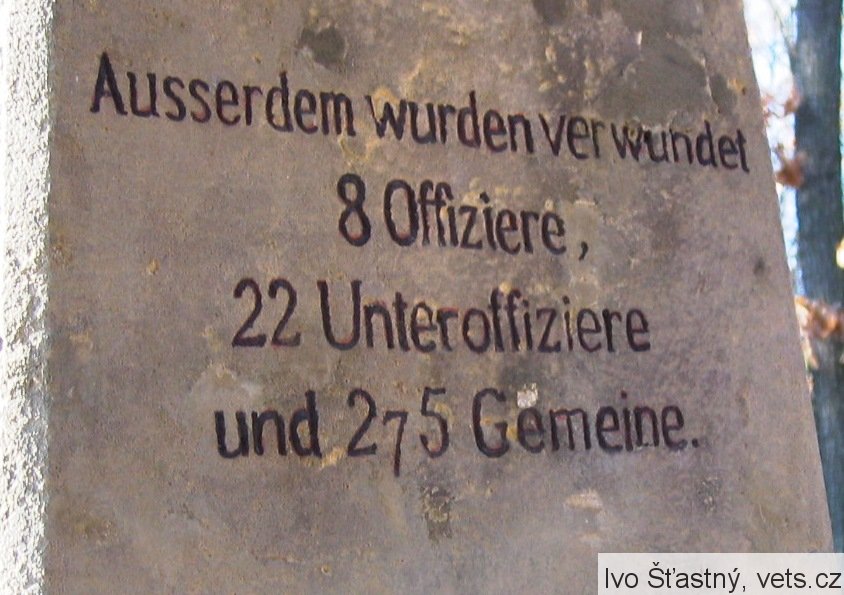 Ausserdem wurden verwundet
8 Offiziere,
22 Unteroffiziere
und 275 Gemeine.
Ivo Šťastný, vets.cz